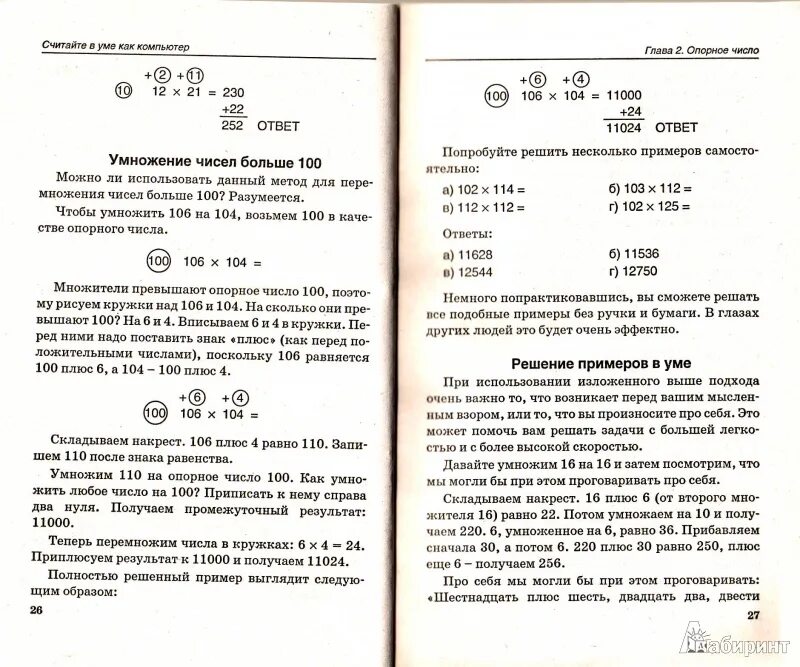 Считайте в уме как компьютер
+2 +11
10 12 × 21 = 230
+22
252 ОТВЕТ
Умножение чисел больше 100
Можно ли использовать данный метод для пере-
множения чисел больше 100? Разумеется.
Чтобы умножить 106 на 104, возьмем 100 в каче-
стве опорного числа.
100 106 × 104 =
Множители превышают опорное число 100, поэто-
му рисуем кружки над 106 и 104. На сколько они пре-
вышают 100? На 6 и 4. Вписываем 6 и 4 в кружки. Пе-
ред ними надо поставить знак «плюс» (как перед по-
ложительными числами), поскольку 106 равняется
100 плюс 6, а 104 – 100 плюс 4.
+6 +4
100 106 × 104 =
Складываем накрест. 106 плюс 4 равно 110. Запи-
шем 110 после знака равенства.
Умножим 110 на опорное число 100. Как умно-
жить любое число на 100? Приписать к нему справа
два нуля. Получаем промежуточный результат:
11000.
Теперь перемножим числа в кружках: 6 × 4 = 24.
Приплюсуем результат к 11000 и получаем 11024.
Полностью решенный пример выглядит следую-
щим образом:
26
Глава 2. Опорное число
+6 +4
100 106 × 104 = 11000
+24
11024 ОТВЕТ
Попробуйте решить несколько примеров самосто-
ятельно:
а) 102 × 114 = б) 103 × 112 =
в) 112 × 112 = г) 102 × 125 =
Ответы:
а) 11628 б) 11536
в) 12544 г) 12750
Немного попрактиковавшись, вы сможете решать
все подобные примеры без ручки и бумаги. В глазах
других людей это будет очень эффектно.
Решение примеров в уме
При использовании изложенного выше подхода
очень важно то, что возникает перед вашим мыслен-
ным взором, или то, что вы произносите про себя. Это
может помочь вам решать задачи с большей легко-
стью и с более высокой скоростью.
Давайте умножим 16 на 16 и затем посмотрим, что
мы могли бы при этом проговаривать про себя.
Складываем накрест. 16 плюс 6 (от второго мно-
жителя 16) равно 22. Потом умножаем на 10 и полу-
чаем 220. 6, умноженное на 6, равно 36. Прибавляем
сначала 30, а потом 6. 220 плюс 30 равно 250, плюс
еще 6 – получаем 256.
Про себя мы могли бы при этом проговаривать:
«Шестнадцать плюс шесть, двадцать два, двести
27
Лабиринт